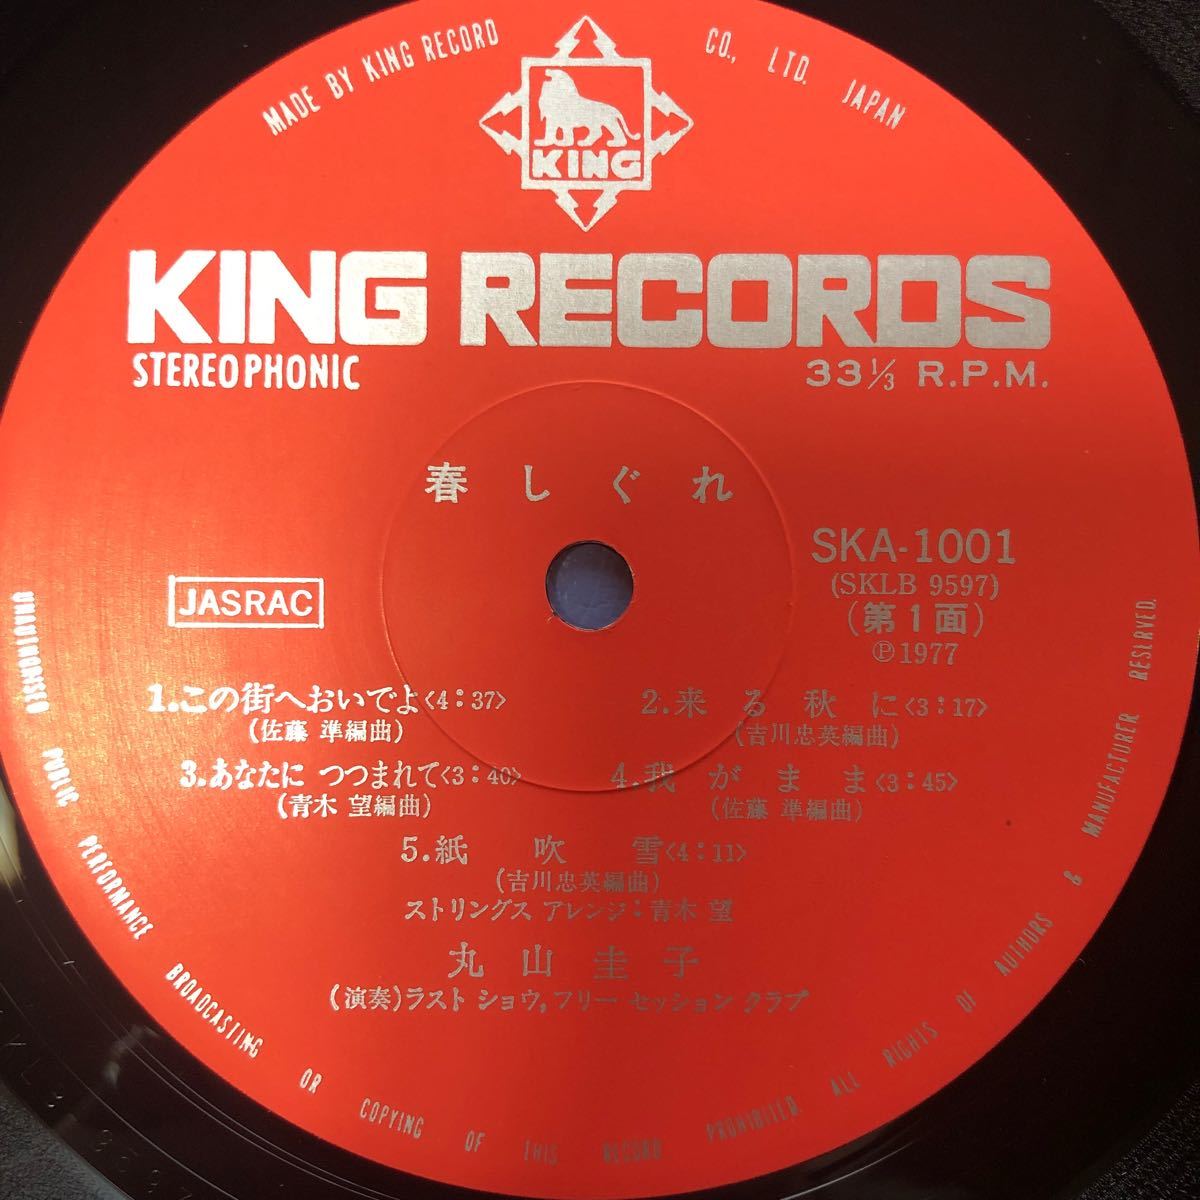 MADE BY KING RECORD CO., LTD. JAPAN
KING
KING RECORDS
STEREOPHONIC
33⅓ R.P.M.
春しぐれ
SKA-1001
(SKLB 9597)
(第1面)
Ⓟ1977
JASRAC
1.この街へおいでよ〈4:37〉
(佐藤 準編曲)
2.来る秋に〈3:17〉
(吉川忠英編曲)
3.あなたに つつまれて〈3:40〉
(青木 望編曲)
4.我がまま〈3:45〉
(佐藤 準編曲)
5.紙吹雪〈4:11〉
(吉川忠英編曲)
ストリングス アレンジ:青木 望
丸山圭子
(演奏)ラスト ショウ,フリー セッション クラブ
UNAUTHORIZED PUBLIC PERFORMANCE BROADCASTING OR COPYING OF THIS RECORD PROHIBITED. ALL RIGHTS OF AUTHORS & MANUFACTURER RESERVED.